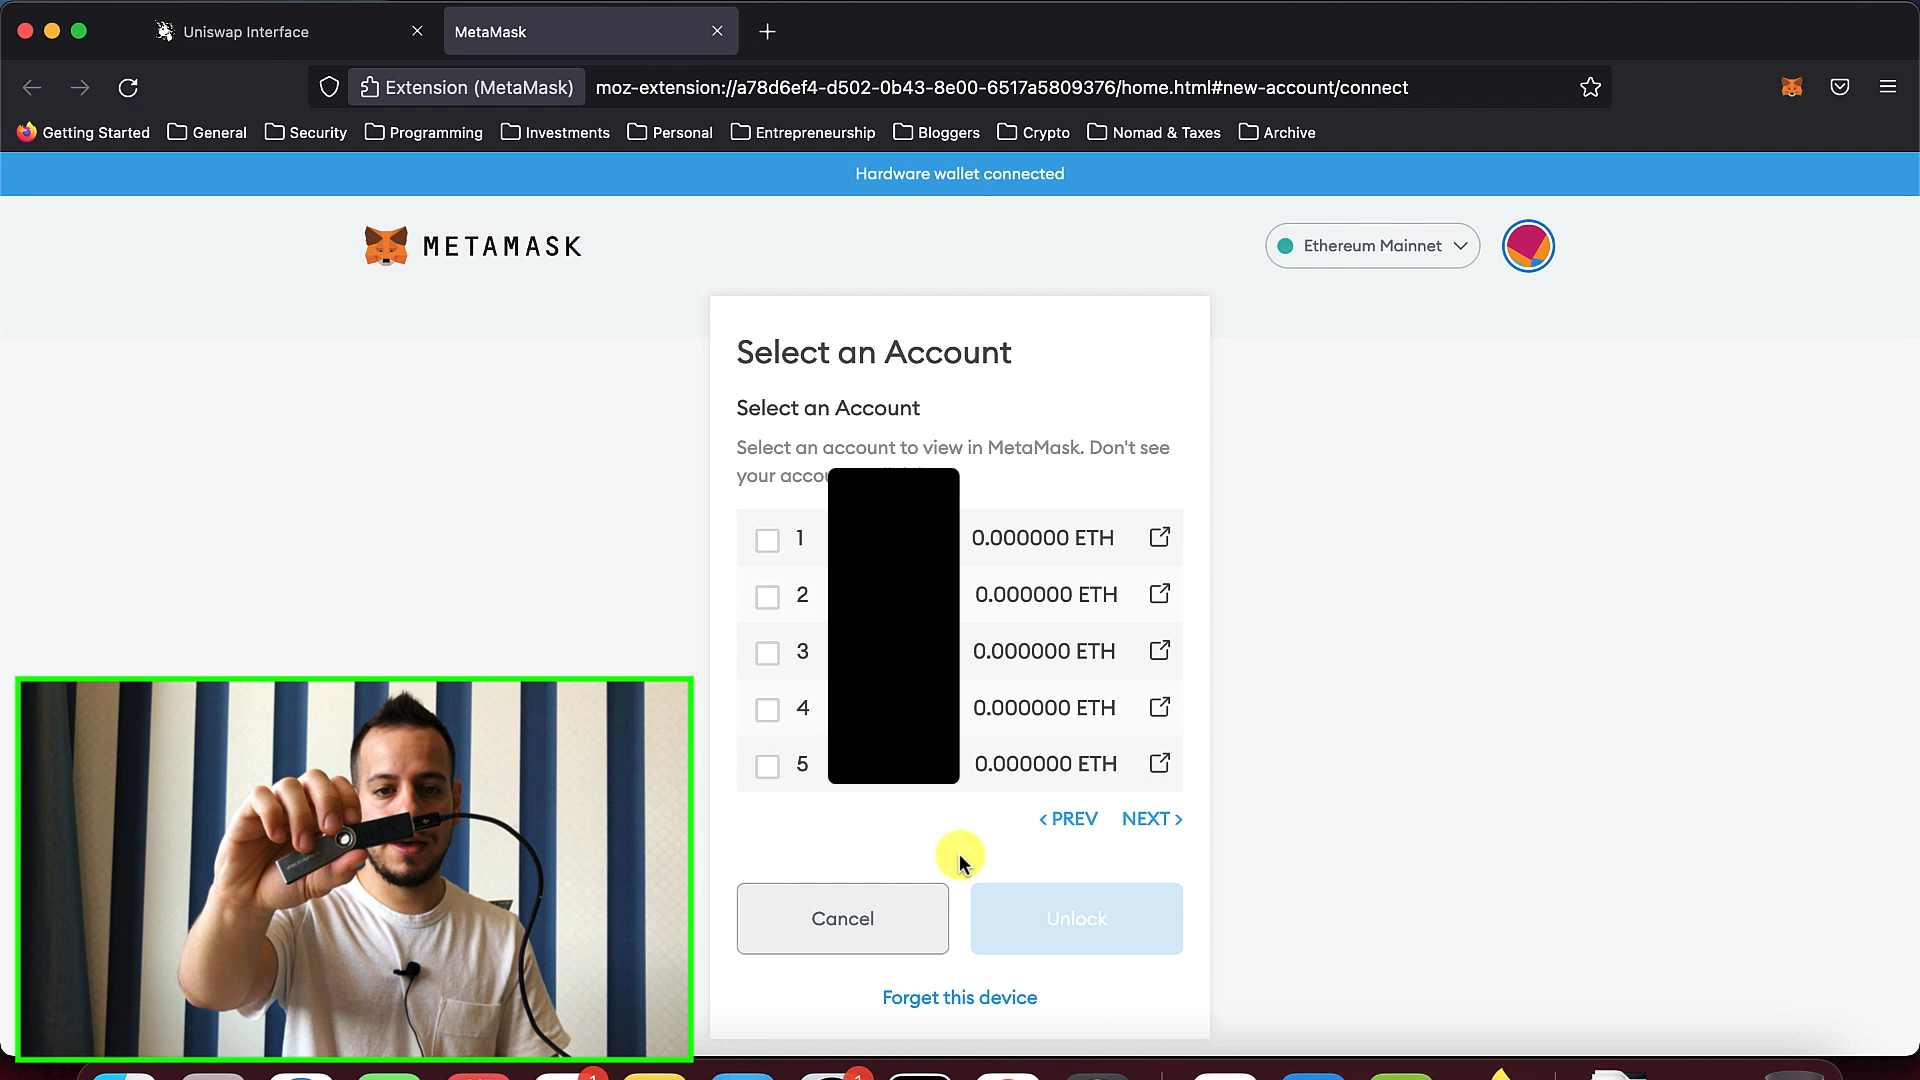 Uniswap Interface
MetaMask
Extension (MetaMask)
moz-extension://a78d6ef4-d502-0b43-8e00-6517a5809376/home.html#new-account/connect
Getting Started
General
Security
Programming
Investments
Personal
Entrepreneurship
Bloggers
Crypto
Nomad & Taxes
Archive
Hardware wallet connected
METAMASK
Ethereum Mainnet
Select an Account
Select an Account
Select an account to view in MetaMask. Don't see
your
1 0.000000 ETH
2 0.000000 ETH
3 0.000000 ETH
4 0.000000 ETH
5 0.000000 ETH
< PREV NEXT >
Cancel
Unlock
Forget this device
1
1